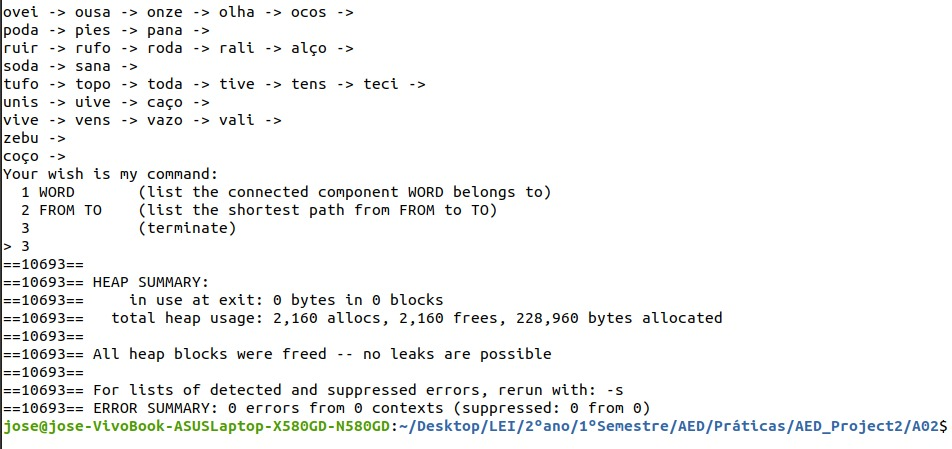 ovei -> ousa -> onze -> olha -> ocos ->
poda -> pies -> pana ->
ruir -> rufo -> roda -> rali -> alço ->
soda -> sana ->
tufo -> topo -> toda -> tive -> tens -> teci ->
unis -> uive -> caço ->
vive -> vens -> vazo -> vali ->
zebu ->
coço ->
Your wish is my command:
  1 WORD       (list the connected component WORD belongs to)
  2 FROM TO    (list the shortest path from FROM to TO)
  3            (terminate)
> 3
==10693==
==10693== HEAP SUMMARY:
==10693==     in use at exit: 0 bytes in 0 blocks
==10693==   total heap usage: 2,160 allocs, 2,160 frees, 228,960 bytes allocated
==10693==
==10693== All heap blocks were freed -- no leaks are possible
==10693==
==10693== For lists of detected and suppressed errors, rerun with: -s
==10693== ERROR SUMMARY: 0 errors from 0 contexts (suppressed: 0 from 0)
jose@jose-VivoBook-ASUSLaptop-X580GD-N580GD:~/Desktop/LEI/2ºano/1ºSemestre/AED/Práticas/AED_Project2/A02$